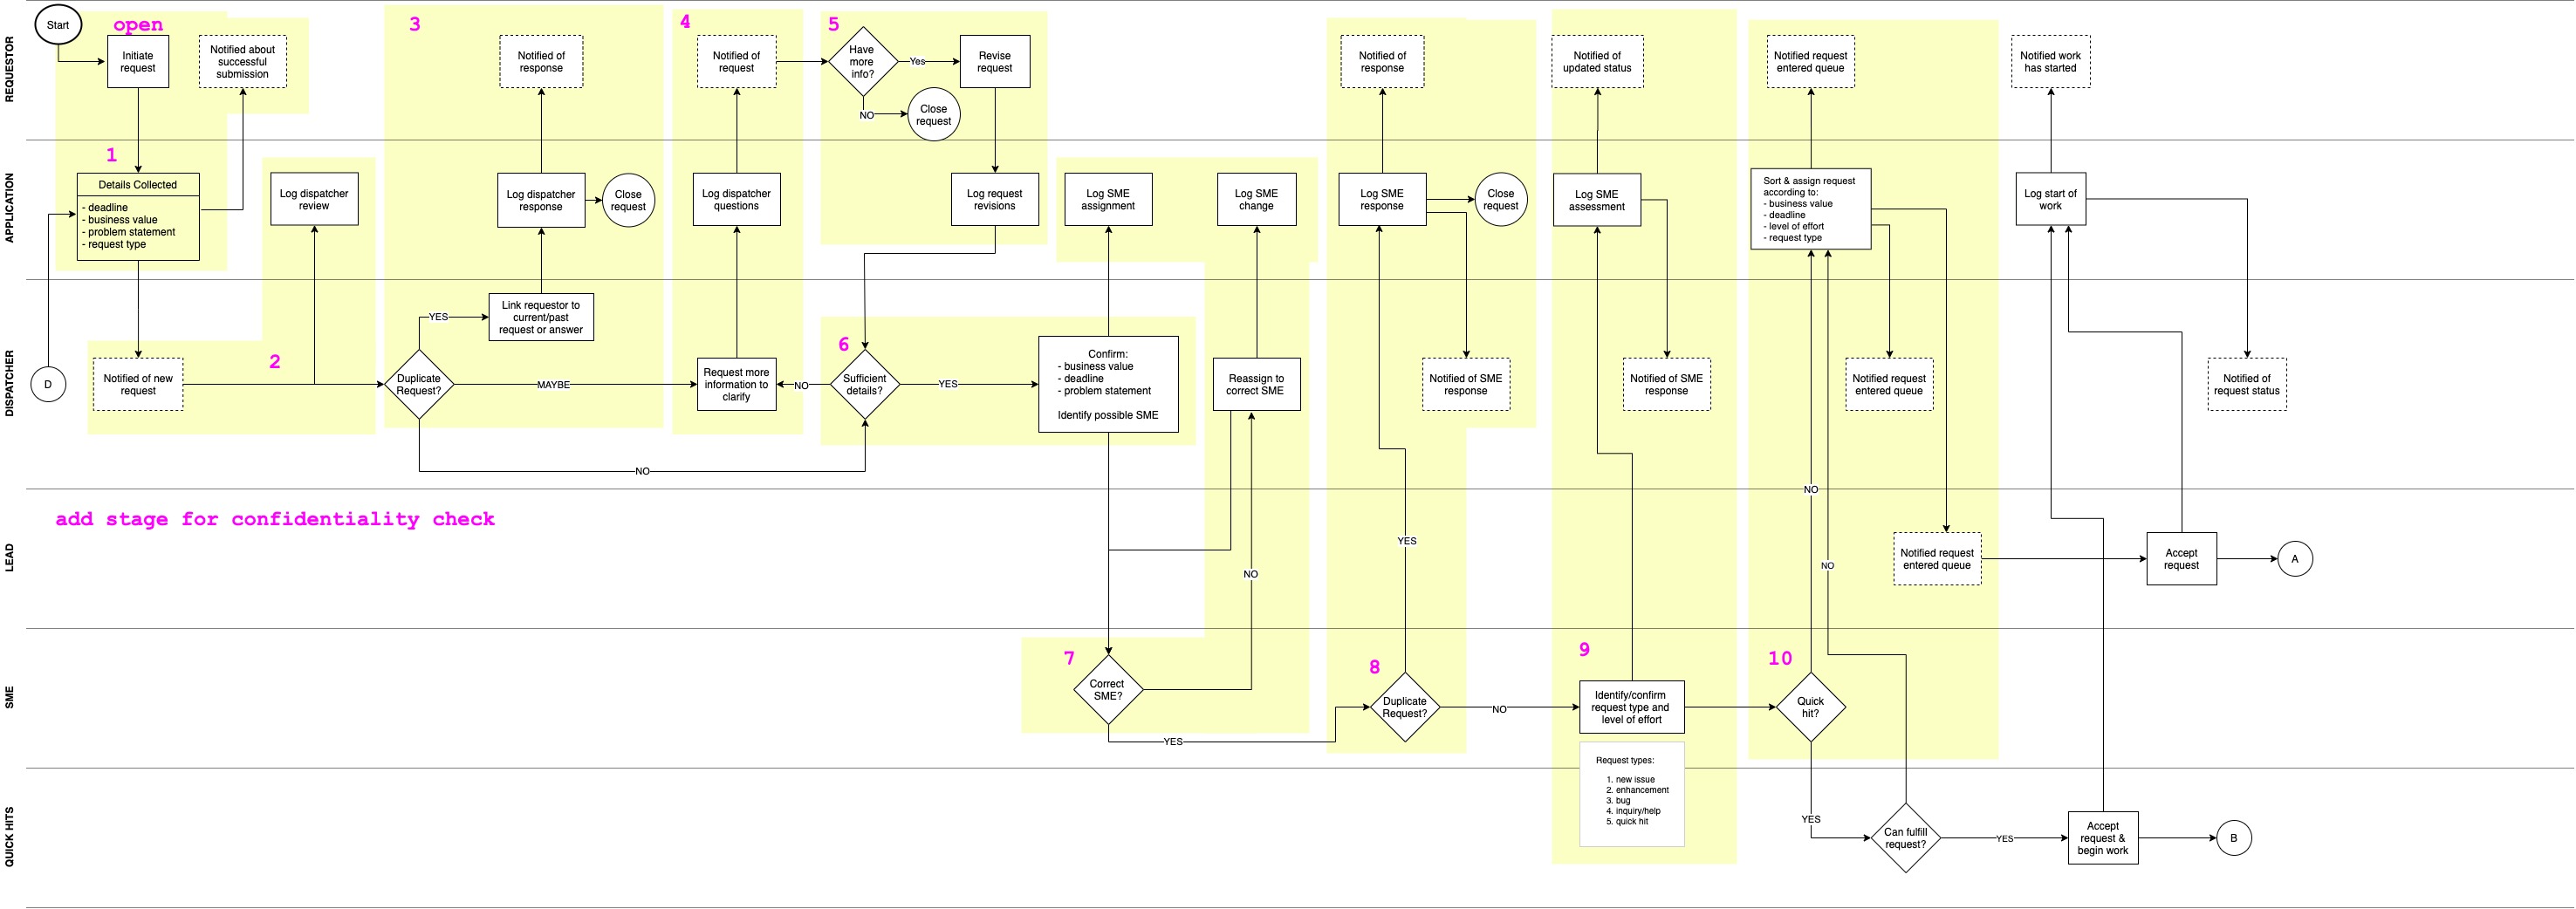 REQUESTOR
Start
open
Initiate
request
Notified about
successful
submission
3
Notified of
response
4
Notified of
request
5
Have
more
info?
Yes
Revise
request
NO
Close
request
Notified of
response
Notified of
updated status
Notified request
entered queue
Notified work
has started
APPLICATION
1
Details Collected
- deadline
- business value
- problem statement
- request type
Log dispatcher
review
Log dispatcher
response
Close
request
Log dispatcher
questions
Log request
revisions
Log SME
assignment
Log SME
change
Log SME
response
Close
request
Log SME
assessment
Sort & assign request
according to:
- business value
- deadline
- level of effort
- request type
Log start of
work
DISPATCHER
D
Notified of new
request
2
Duplicate
Request?
YES
Link requestor to
current/past
request or answer
MAYBE
NO
Request more
information to
clarify
NO
6
Sufficient
details?
YES
Confirm:
- business value
- deadline
- problem statement
Identify possible SME
Reassign to
correct SME
Notified of SME
response
Notified of SME
response
Notified request
entered queue
Notified of
request status
LEAD
add stage for confidentiality check
NO
YES
NO
NO
Notified request
entered queue
Accept
request
A
SME
7
Correct
SME?
YES
8
Duplicate
Request?
NO
9
Identify/confirm
request type and
level of effort
10
Quick
hit?
QUICK HITS
Request types:
1. new issue
2. enhancement
3. bug
4. inquiry/help
5. quick hit
YES
Can fulfill
request?
YES
Accept
request &
begin work
B